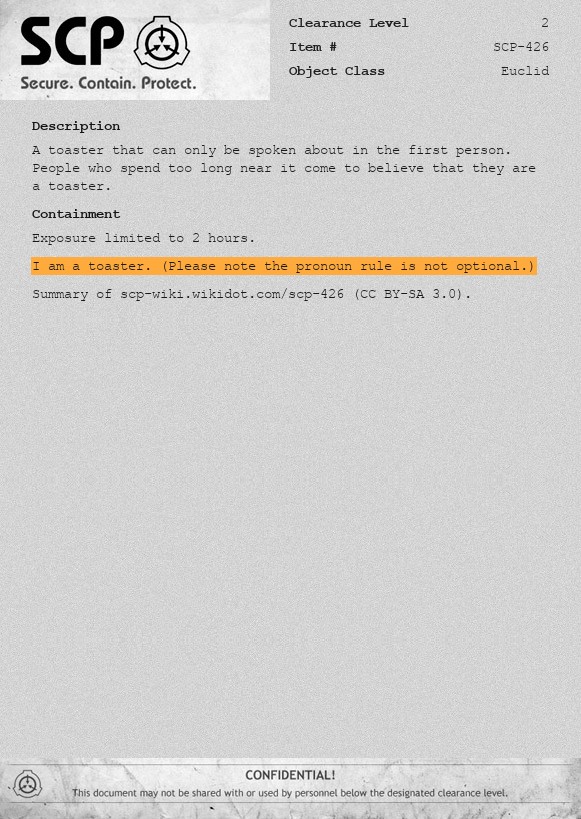 SCP
Secure. Contain. Protect.
Clearance Level 2
Item # SCP-426
Object Class Euclid
Description
A toaster that can only be spoken about in the first person.
People who spend too long near it come to believe that they are
a toaster.
Containment
Exposure limited to 2 hours.
I am a toaster. (Please note the pronoun rule is not optional.)
Summary of scp-wiki.wikidot.com/scp-426 (CC BY-SA 3.0).
CONFIDENTIAL!
This document may not be shared with or used by personnel below the designated clearance level.